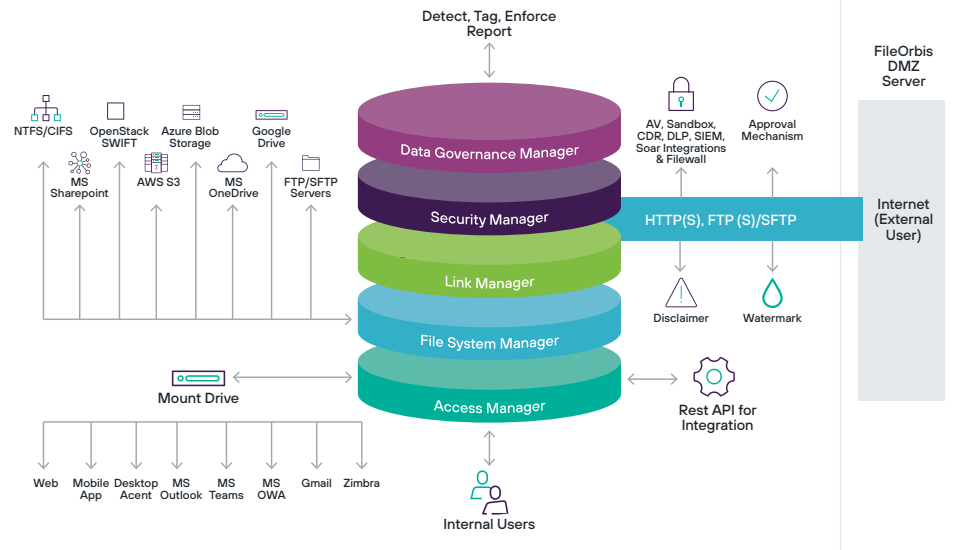 Detect, Tag, Enforce
Report
FileOrbis
DMZ
Server
NTFS/CIFS
OpenStack
SWIFT
Azure Blob
Storage
Google
Drive
MS
Sharepoint
AWS S3
MS
OneDrive
FTP/SFTP
Servers
AV, Sandbox,
CDR, DLP, SIEM,
Soar Integrations
& Filewall
Approval
Mechanism
Data Governance Manager
Security Manager
HTTP(S), FTP (S)/SFTP
Internet
(External
User)
Link Manager
Disclaimer
Watermark
File System Manager
Mount Drive
Access Manager
Rest API for
Integration
Web
Mobile
App
Desktop
Acent
MS
Outlook
MS
Teams
MS
OWA
Gmail
Zimbra
Internal Users